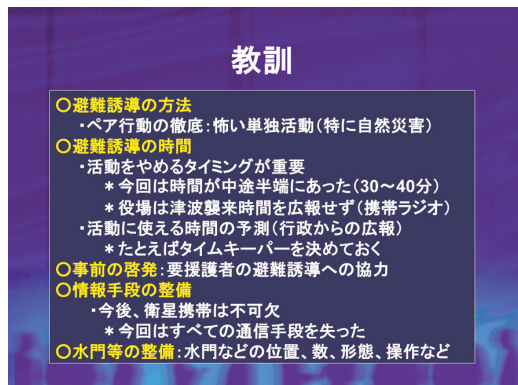 教訓
〇避難誘導の方法
・ペア行動の徹底：怖い単独活動（特に自然災害）
〇避難誘導の時間
・活動をやめるタイミングが重要
＊今回は時間が中途半端にあった（30～40分）
＊役場は津波襲来時間を広報せず（携帯ラジオ）
・活動に使える時間の予測（行政からの広報）
＊たとえばタイムキーパーを決めておく
〇事前の啓発：要援護者の避難誘導への協力
〇情報手段の整備
・今後、衛星携帯は不可欠
＊今回はすべての通信手段を失った
〇水門等の整備：水門などの位置、数、形態、操作など